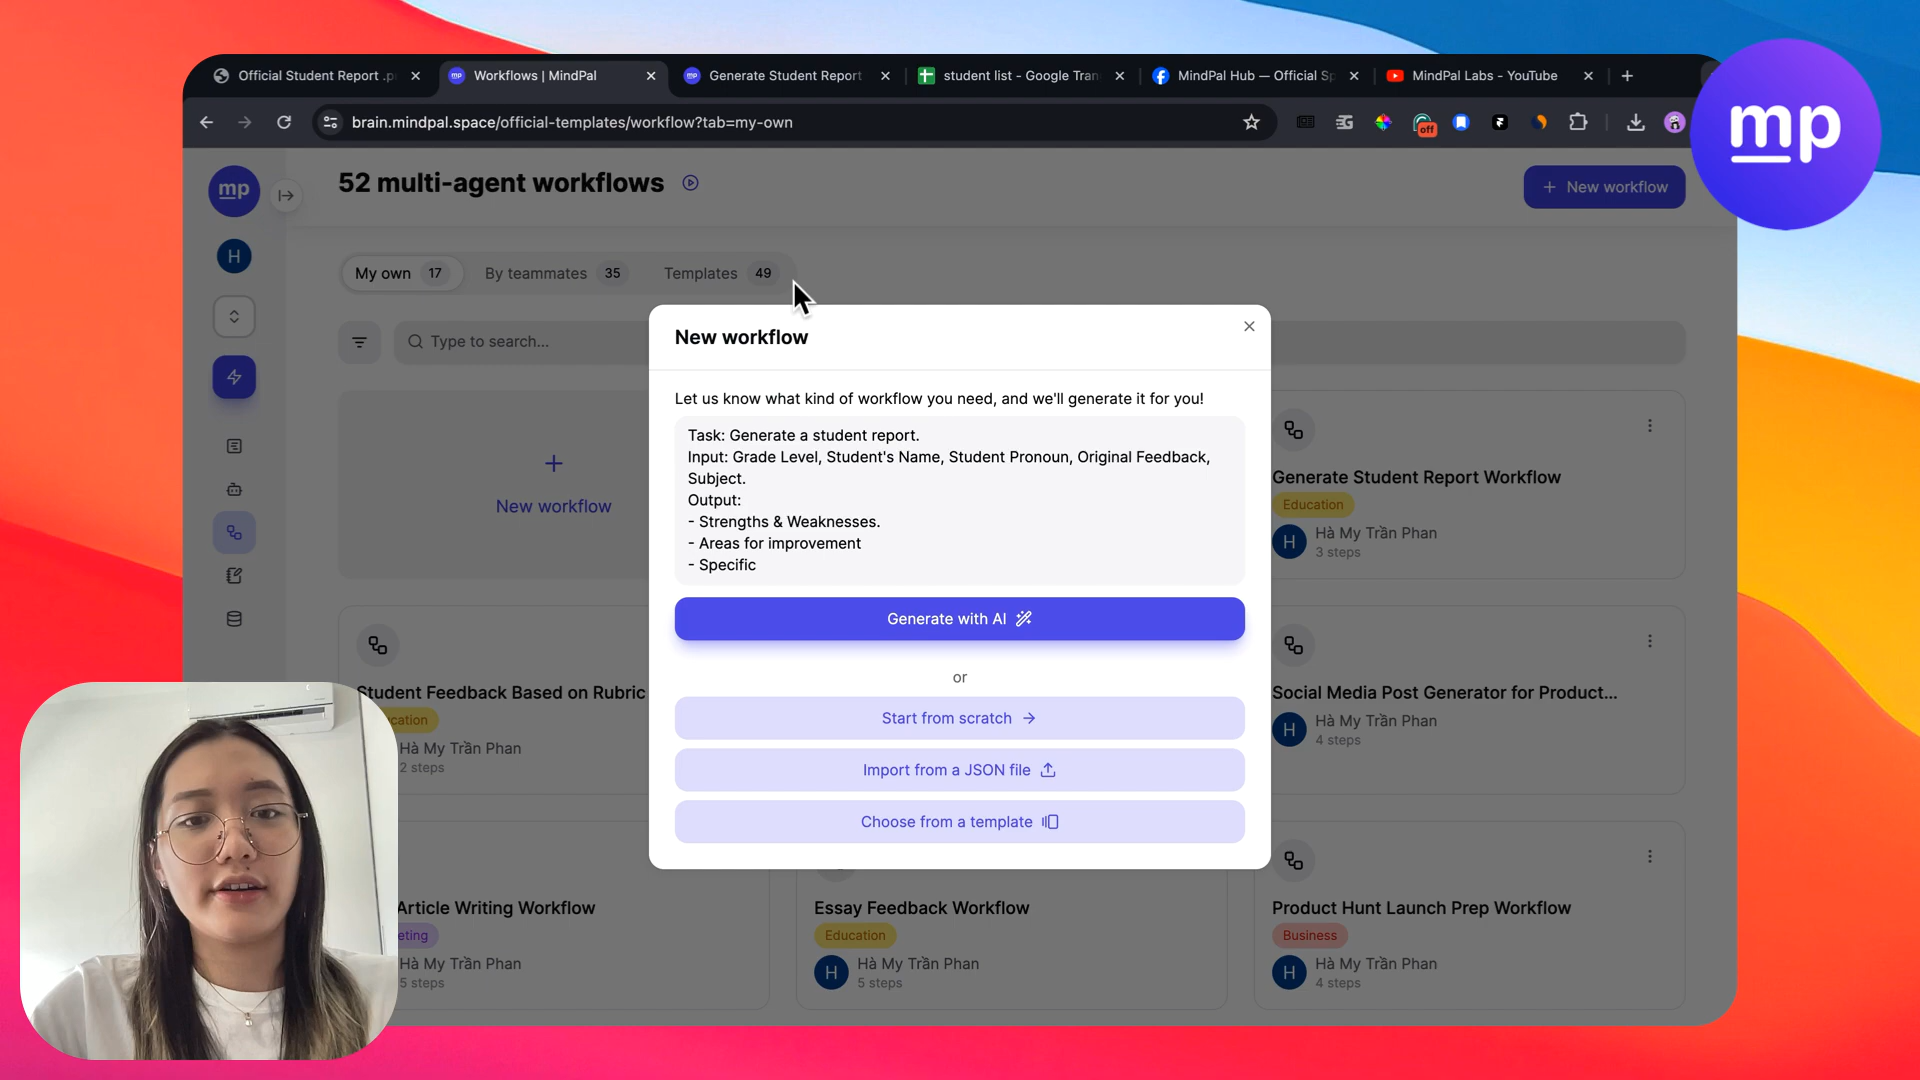 Official Student Report .p
Workflows | MindPal
Generate Student Report
student list - Google Tran
MindPal Hub — Official Sp
MindPal Labs - YouTube
brain.mindpal.space/official-templates/workflow?tab=my-own
off
mp
mp
52 multi-agent workflows
New workflow
H
My own 17
By teammates 35
Templates 49
Type to search...
New workflow
New workflow
Let us know what kind of workflow you need, and we'll generate it for you!
Task: Generate a student report.
Input: Grade Level, Student's Name, Student Pronoun, Original Feedback,
Subject.
Output:
- Strengths & Weaknesses.
- Areas for improvement
- Specific
Generate with AI
or
Start from scratch
Import from a JSON file
Choose from a template
Generate Student Report Workflow
Education
H
Hà My Trần Phan
3 steps
Student Feedback Based on Rubric
cation
Hà My Trần Phan
2 steps
Social Media Post Generator for Product...
H
Hà My Trần Phan
4 steps
Article Writing Workflow
eting
Hà My Trần Phan
5 steps
Essay Feedback Workflow
Education
H
Hà My Trần Phan
5 steps
Product Hunt Launch Prep Workflow
Business
H
Hà My Trần Phan
4 steps